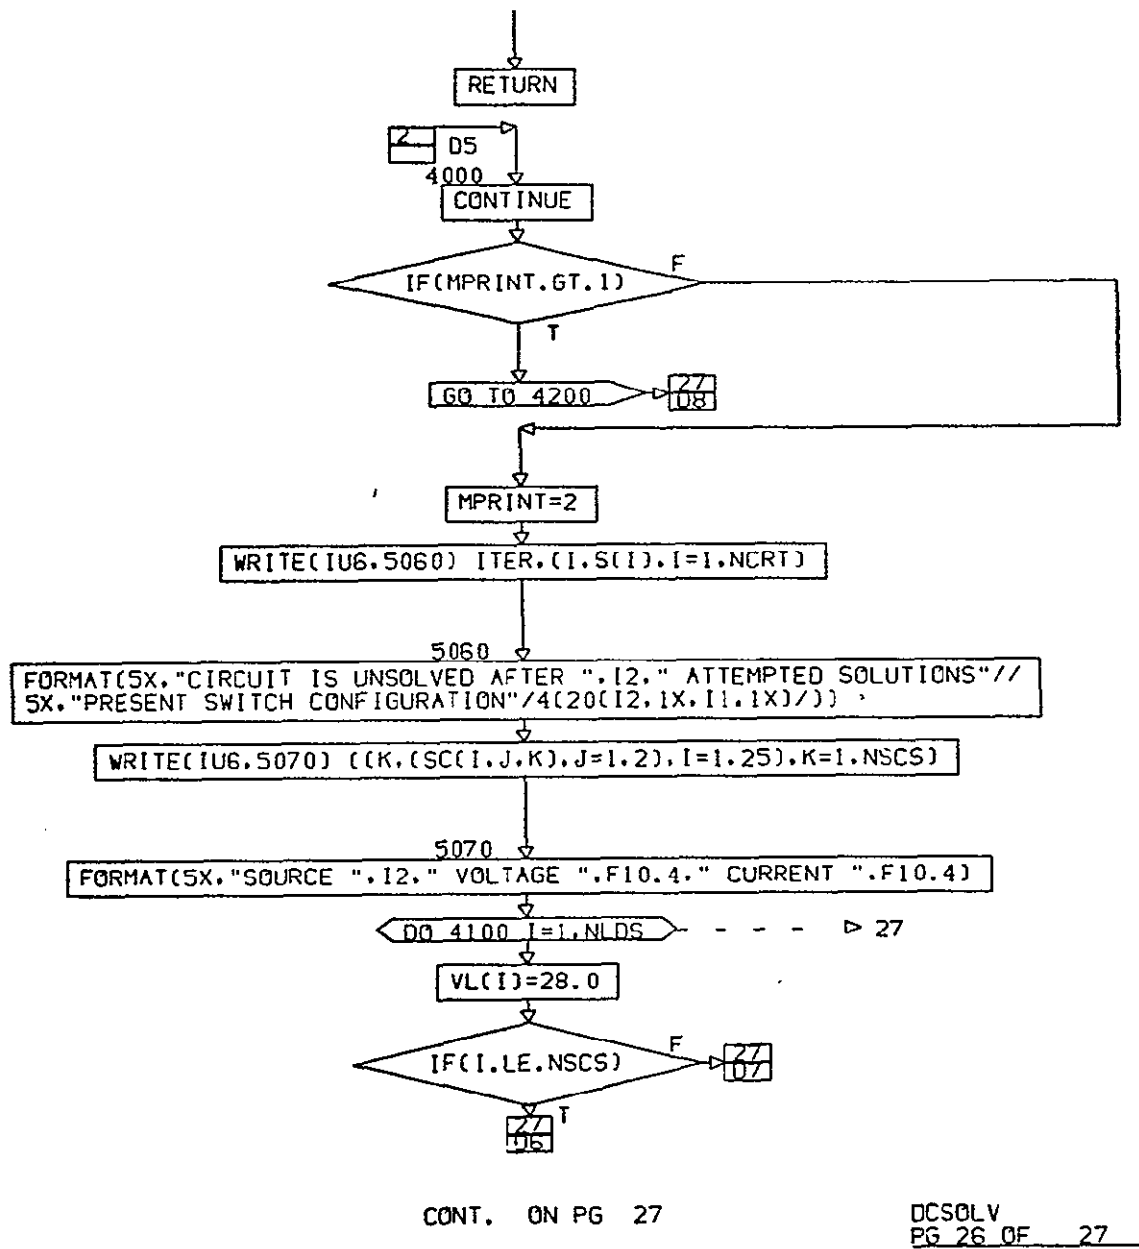 RETURN
2
D5
4000
CONTINUE
IF(MPRINT.GT.1)
F
T
GO TO 4200
27
D8
MPRINT=2
WRITE(IU6.5060) ITER.(I.S(I).I=1.NCRT)
5060
FORMAT(5X."CIRCUIT IS UNSOLVED AFTER ".I2." ATTEMPTED SOLUTIONS"//
5X."PRESENT SWITCH CONFIGURATION"/4(20(I2.1X.I1.1X)/))
WRITE(IU6.5070) ((K.(SC(I.J.K).J=1.2).I=1.25).K=1.NSCS)
5070
FORMAT(5X."SOURCE ".I2." VOLTAGE ".F10.4." CURRENT ".F10.4)
DO 4100 I=1.NLDS
27
VL(I)=28.0
IF(I.LE.NSCS)
F
27
D7
T
27
D6
CONT. ON PG 27
DCSOLV
PG 26 OF 27